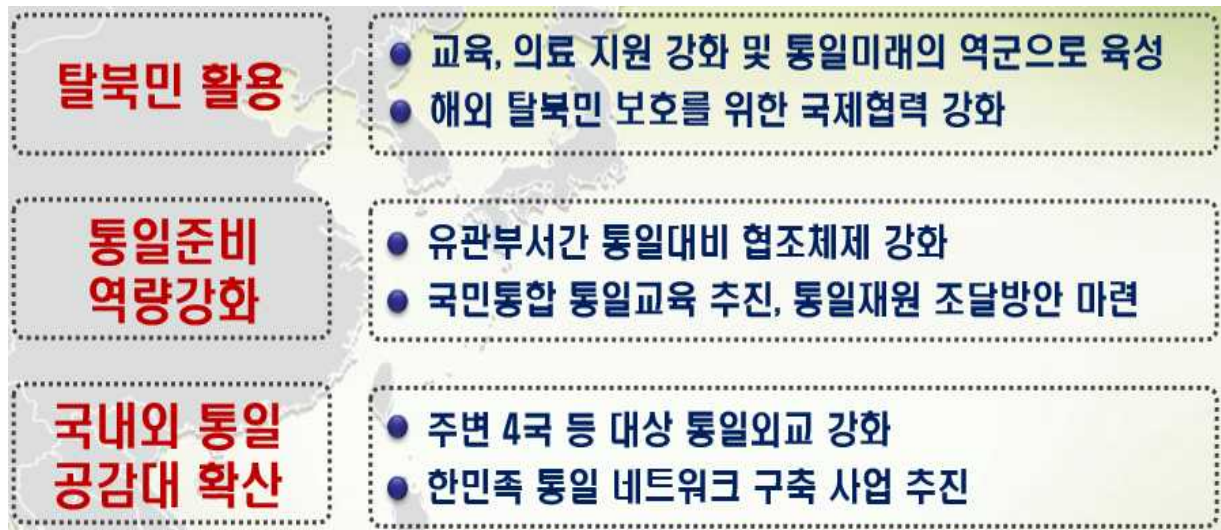 탈북민 활용
● 교육, 의료 지원 강화 및 통일미래의 역군으로 육성
● 해외 탈북민 보호를 위한 국제협력 강화
통일준비
역량강화
● 유관부서간 통일대비 협조체제 강화
● 국민통합 통일교육 추진, 통일재원 조달방안 마련
국내외 통일
공감대 확산
● 주변 4국 등 대상 통일외교 강화
● 한민족 통일 네트워크 구축 사업 추진